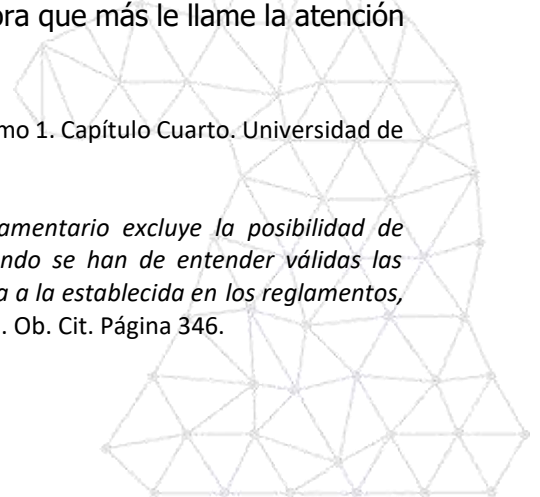 ora que más le llame la atención
mo 1. Capítulo Cuarto. Universidad de
amentario excluye la posibilidad de
ndo se han de entender válidas las
a a la establecida en los reglamentos,
. Ob. Cit. Página 346.